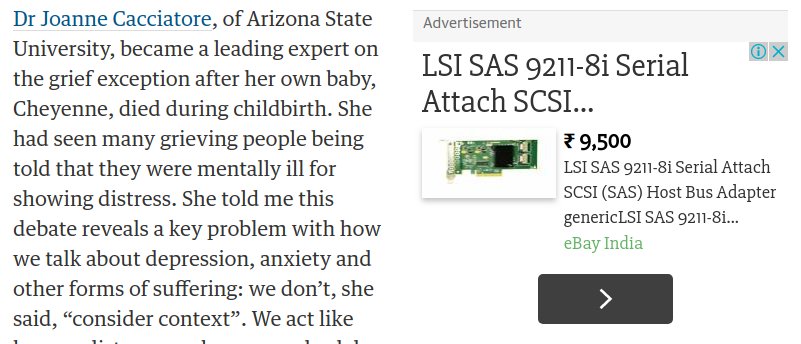 Dr Joanne Cacciatore, of Arizona State
University, became a leading expert on
the grief exception after her own baby,
Cheyenne, died during childbirth. She
had seen many grieving people being
told that they were mentally ill for
showing distress. She told me this
debate reveals a key problem with how
we talk about depression, anxiety and
other forms of suffering: we don’t, she
said, “consider context”. We act like
Advertisement
LSI SAS 9211-8i Serial
Attach SCSI...
₹ 9,500
LSI SAS 9211-8i Serial Attach
SCSI (SAS) Host Bus Adapter
genericLSI SAS 9211-8i...
eBay India